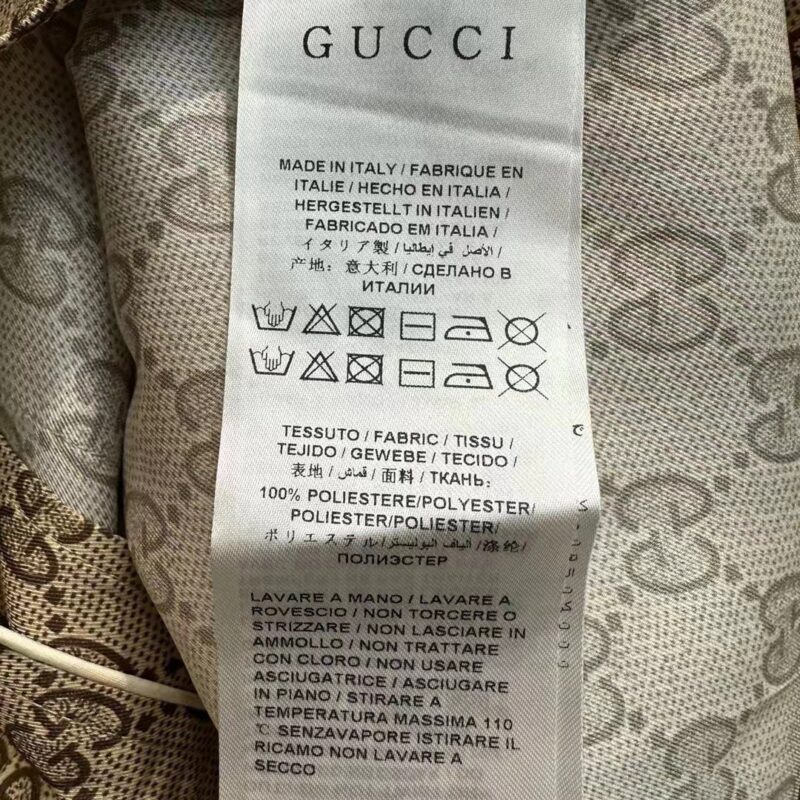 GUCCI
MADE IN ITALY / FABRIQUE EN
ITALIE / HECHO EN ITALIA /
HERGESTELLT IN ITALIEN /
FABRICADO EM ITALIA /
イタリア製 / الأصل في إيطاليا /
产地：意大利 / СДЕЛАНО В
ИТАЛИИ
TESSUTO / FABRIC / TISSU /
TEJIDO / GEWEBE / TECIDO /
表地 / قماش / 面料 / ТКАНЬ:
100% POLIESTERE/POLYESTER/
POLIESTER/POLIESTER/
ポリエステル / ألياف البوليستر / 涤纶/
ПОЛИЭСТЕР
LAVARE A MANO / LAVARE A
ROVESCIO / NON TORCERE O
STRIZZARE / NON LASCIARE IN
AMMOLLO / NON TRATTARE
CON CLORO / NON USARE
ASCIUGATRICE / ASCIUGARE
IN PIANO / STIRARE A
TEMPERATURA MASSIMA 110
℃ SENZAVAPORE ISTIRARE IL
RICAMO NON LAVARE A
SECCO